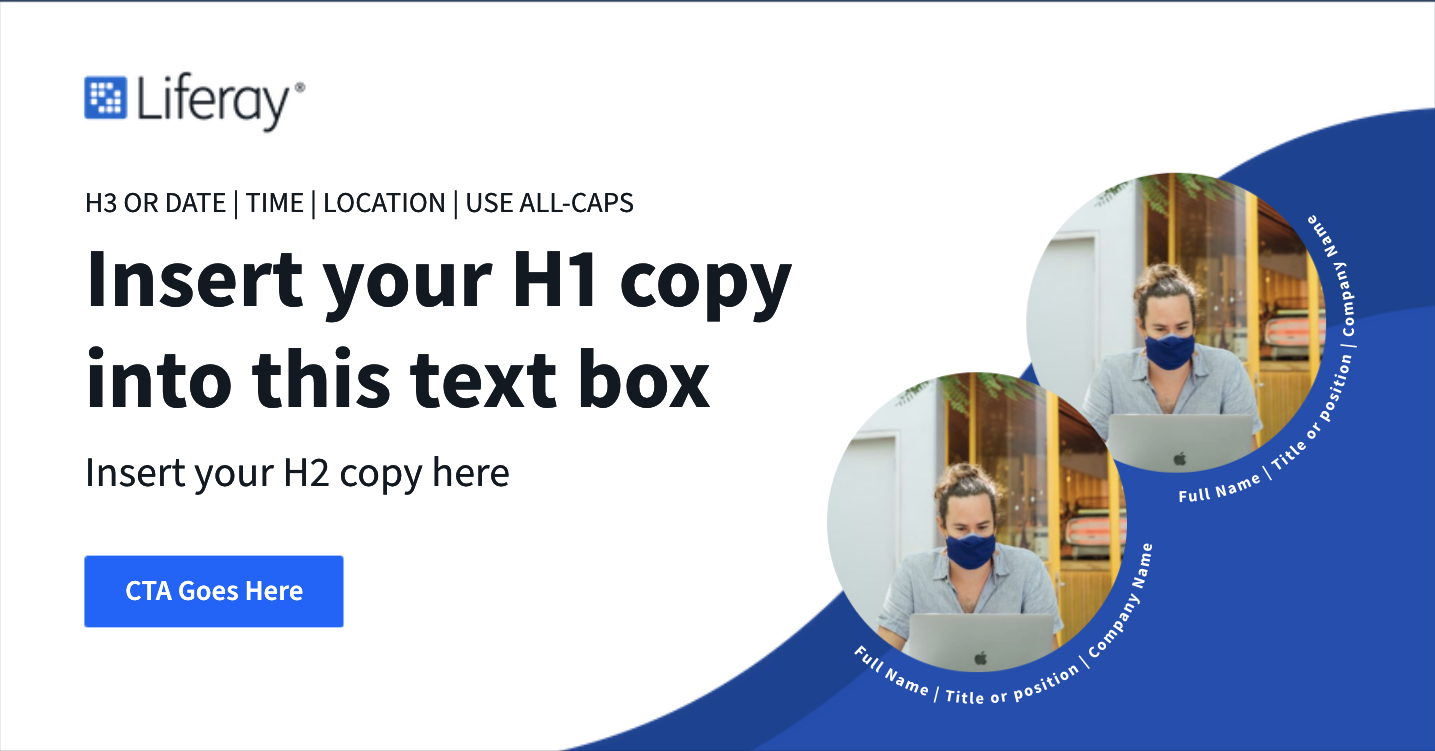 Liferay®
H3 OR DATE | TIME | LOCATION | USE ALL-CAPS
Insert your H1 copy
into this text box
Insert your H2 copy here
CTA Goes Here
Full Name | Title or position | Company Name
Full Name | Title or position | Company Name